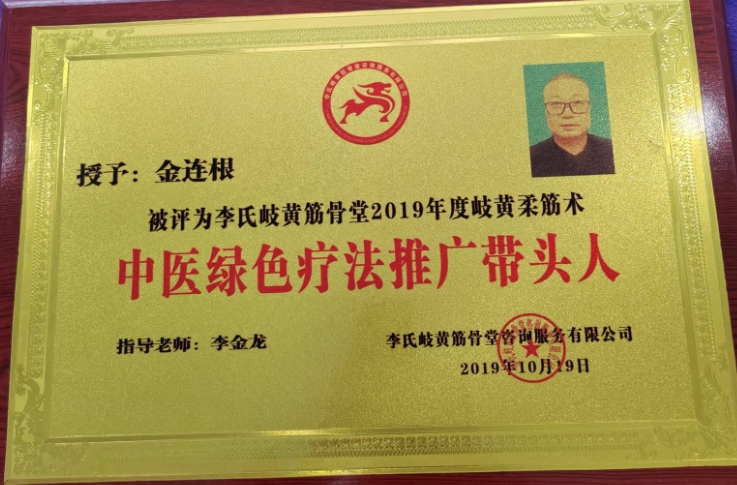 授予：金连根
被评为李氏岐黄筋骨堂2019年度岐黄柔筋术
中医绿色疗法推广带头人
指导老师：李金龙
李氏岐黄筋骨堂咨询服务有限公司
2019年10月19日